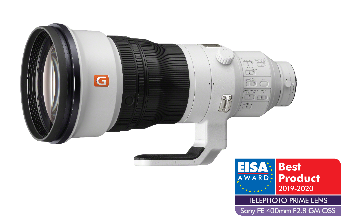 G
EISA
AWARD
Best
Product
2019-2020
TELEPHOTO PRIME LENS
Sony FE 400mm F2.8 GM OSS